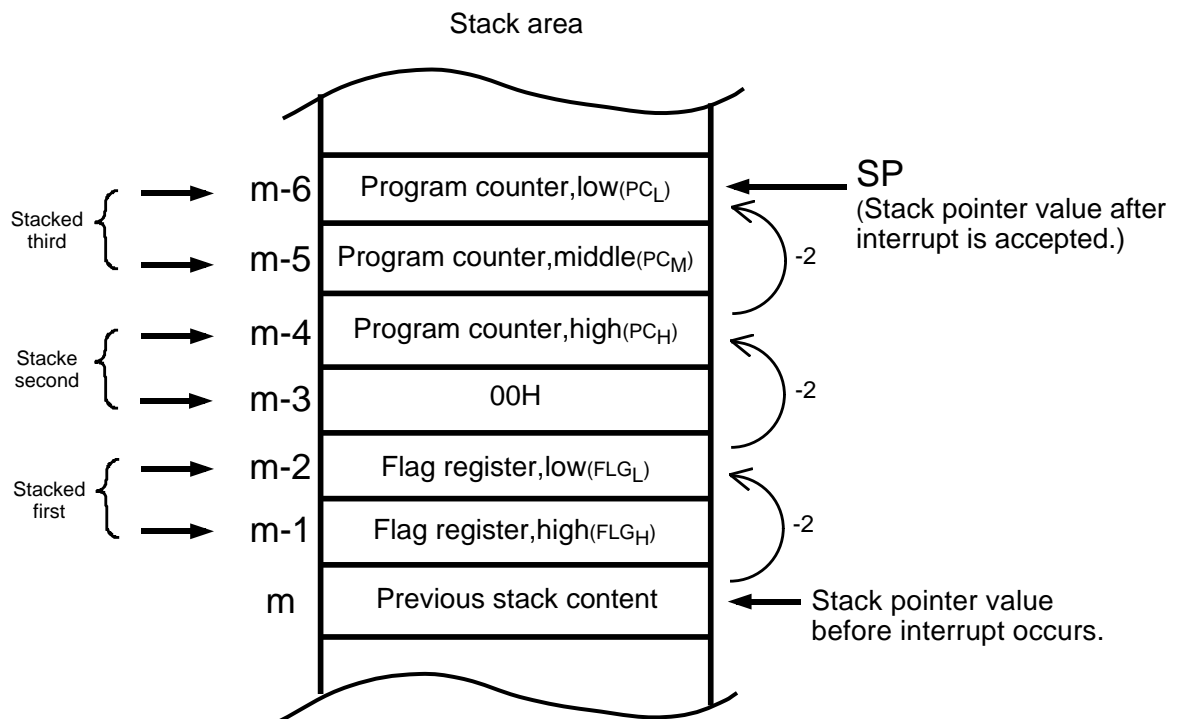 Stack area
m-6
Program counter,low(PCL)
SP
(Stack pointer value after
interrupt is accepted.)
Stacked
third
m-5
Program counter,middle(PCM)
-2
m-4
Program counter,high(PCH)
Stacke
second
m-3
00H
-2
m-2
Flag register,low(FLGL)
Stacked
first
m-1
Flag register,high(FLGH)
-2
m
Previous stack content
Stack pointer value
before interrupt occurs.